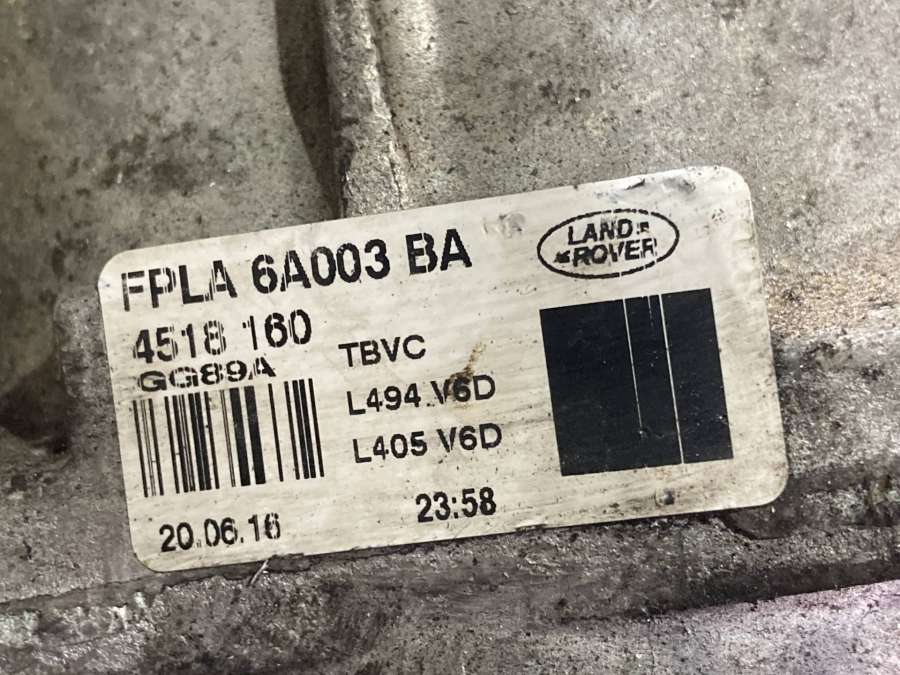 FPLA 6A003 BA
LAND
ROVER
4518 160
GG89A
TBVC
L494 V6D
L405 V6D
20.06.16
23:58